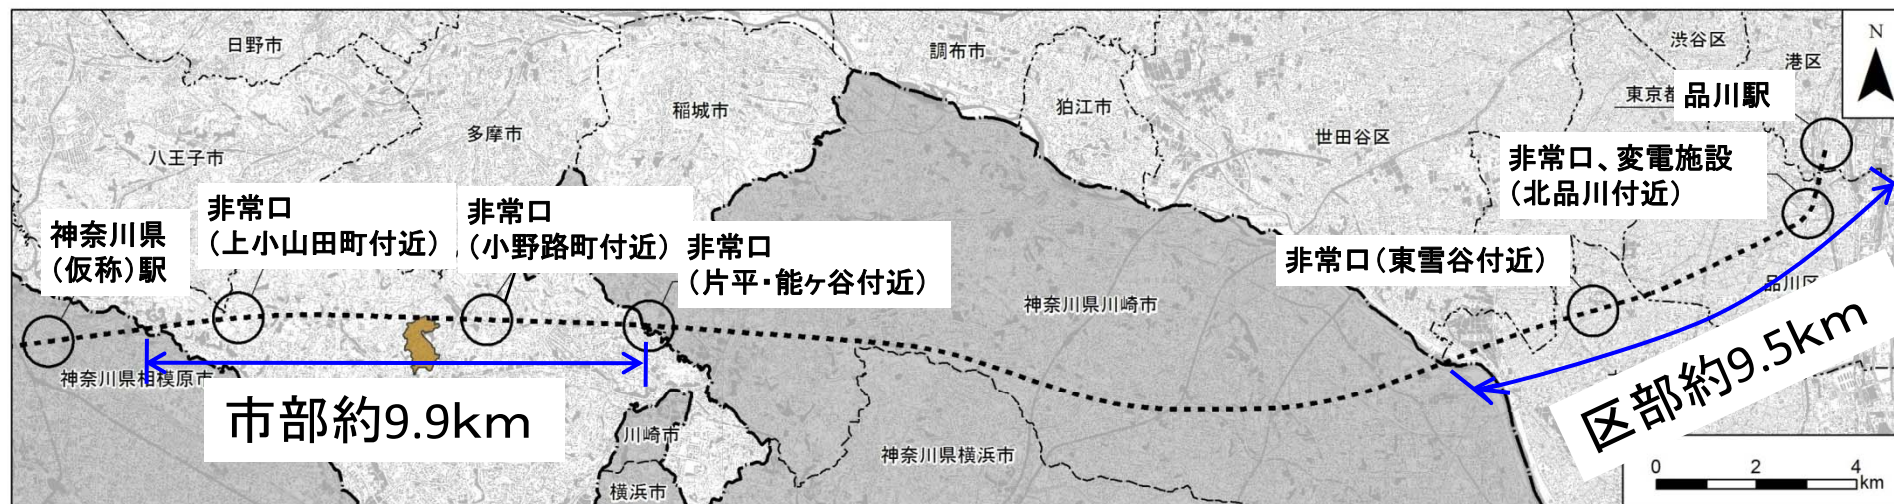 日野市
調布市
渋谷区
港区
N
東京都
品川駅
稲城市
狛江市
多摩市
世田谷区
八王子市
非常口、変電施設
（北品川付近）
非常口
（上小山田町付近）
非常口
（小野路町付近）
神奈川県
（仮称）駅
非常口
（片平・能ヶ谷付近）
非常口（東雪谷付近）
神奈川県川崎市
品川区
神奈川県相模原市
市部約9.9km
区部約9.5km
川崎市
神奈川県横浜市
横浜市
0 2 4
km